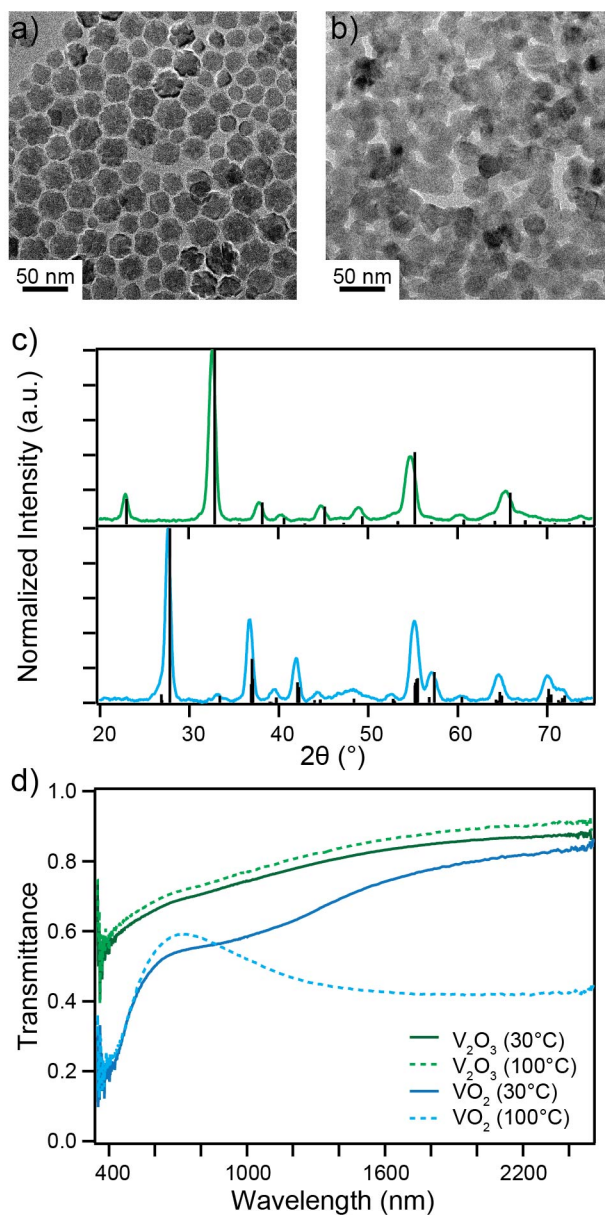 a)
b)
50 nm
50 nm
c)
Normalized Intensity (a.u.)
20
30
40
50
60
70
2θ (°)
d)
1.0
0.8
0.6
0.4
0.2
0.0
Transmittance
V₂O₃ (30°C)
V₂O₃ (100°C)
VO₂ (30°C)
VO₂ (100°C)
400
1000
1600
2200
Wavelength (nm)